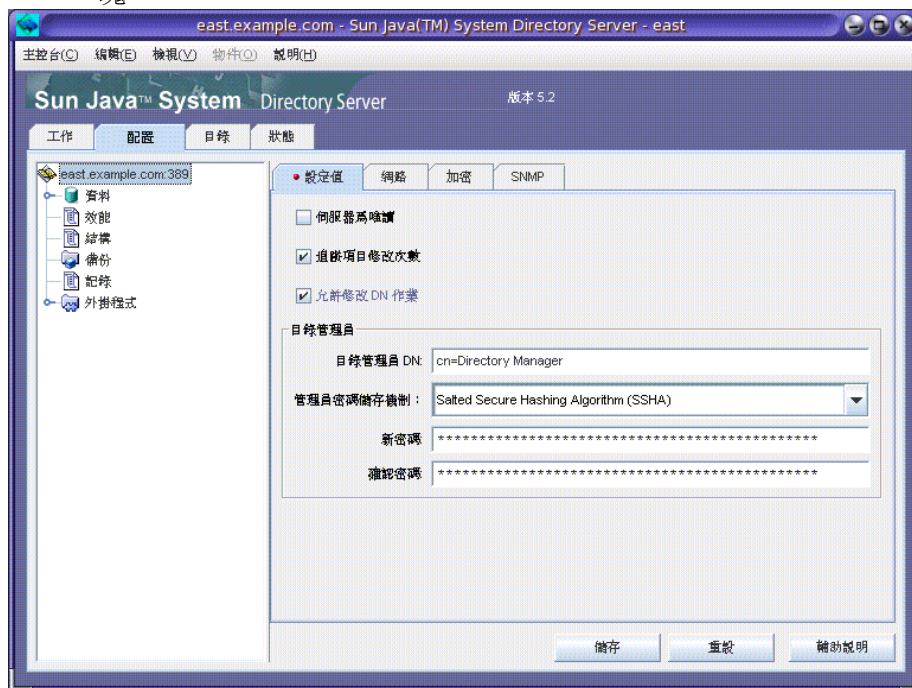 east.example.com - Sun Java(TM) System Directory Server - east
主控台(C) 編輯(E) 檢視(V) 物件(O) 說明(H)
Sun Java™ System Directory Server 版本 5.2
工作 配置 目錄 狀態
east.example.com:389
資料
效能
結構
備份
記錄
外掛程式
設定值 網路 加密 SNMP
伺服器為唯讀
追蹤項目修改次數
允許修改 DN 作業
目錄管理員
目錄管理員 DN: cn=Directory Manager
管理員密碼儲存機制: Salted Secure Hashing Algorithm (SSHA)
新密碼 **********************************************
確認密碼 **********************************************
儲存 重設 輔助說明